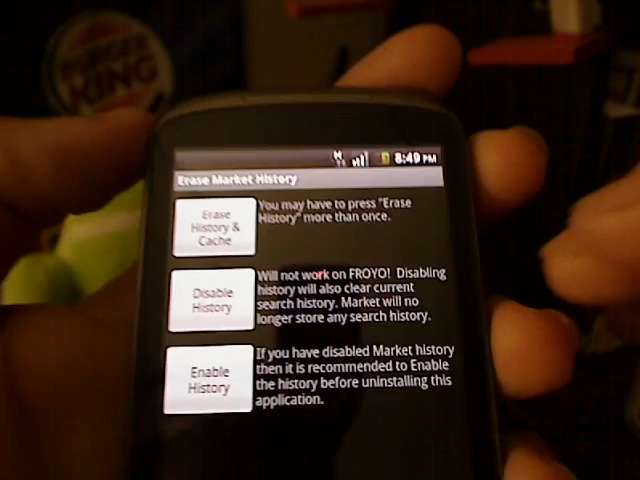 BURGER
KING
8:49 PM
Erase Market History
Erase
History &
Cache
You may have to press "Erase
History" more than once.
Disable
History
Will not work on FROYO! Disabling
history will also clear current
search history. Market will no
longer store any search history.
Enable
History
If you have disabled Market history
then it is recommended to Enable
the history before uninstalling this
application.